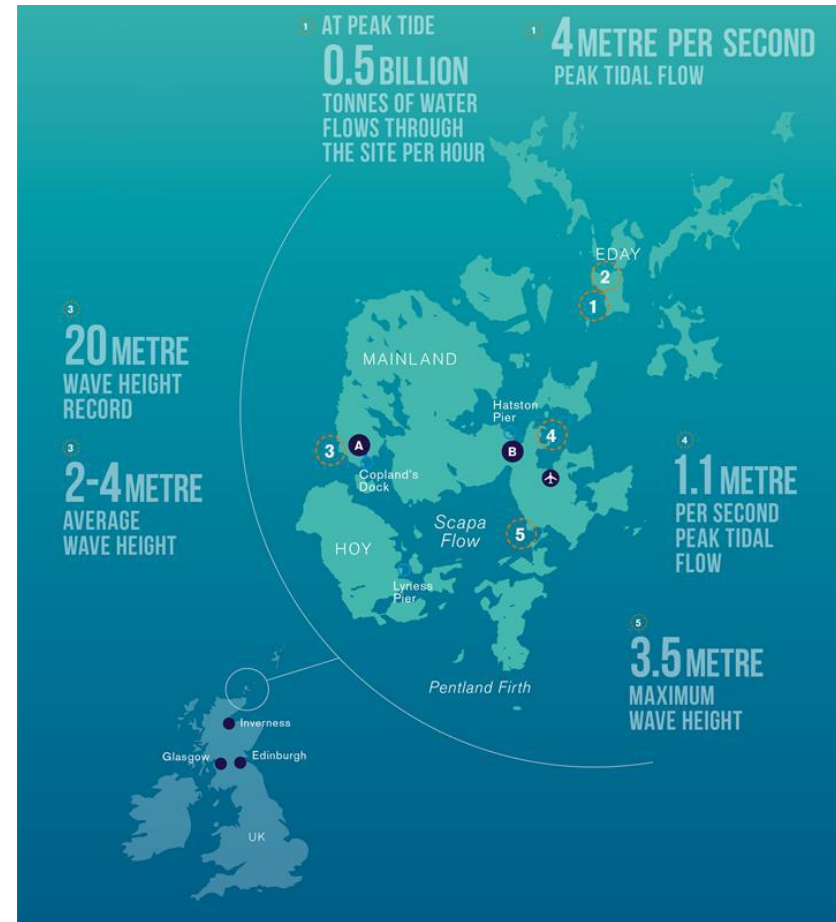 1 AT PEAK TIDE
0.5 BILLION
TONNES OF WATER
FLOWS THROUGH
THE SITE PER HOUR
1 4 METRE PER SECOND
PEAK TIDAL FLOW
EDAY
2
1
3
20 METRE
WAVE HEIGHT
RECORD
3
2-4 METRE
AVERAGE
WAVE HEIGHT
MAINLAND
Hatston
Pier
3
A
B
4
Copland's
Dock
Scapa
Flow
5
HOY
Lyness
Pier
Pentland Firth
4
1.1 METRE
PER SECOND
PEAK TIDAL
FLOW
5
3.5 METRE
MAXIMUM
WAVE HEIGHT
Inverness
Glasgow
Edinburgh
UK